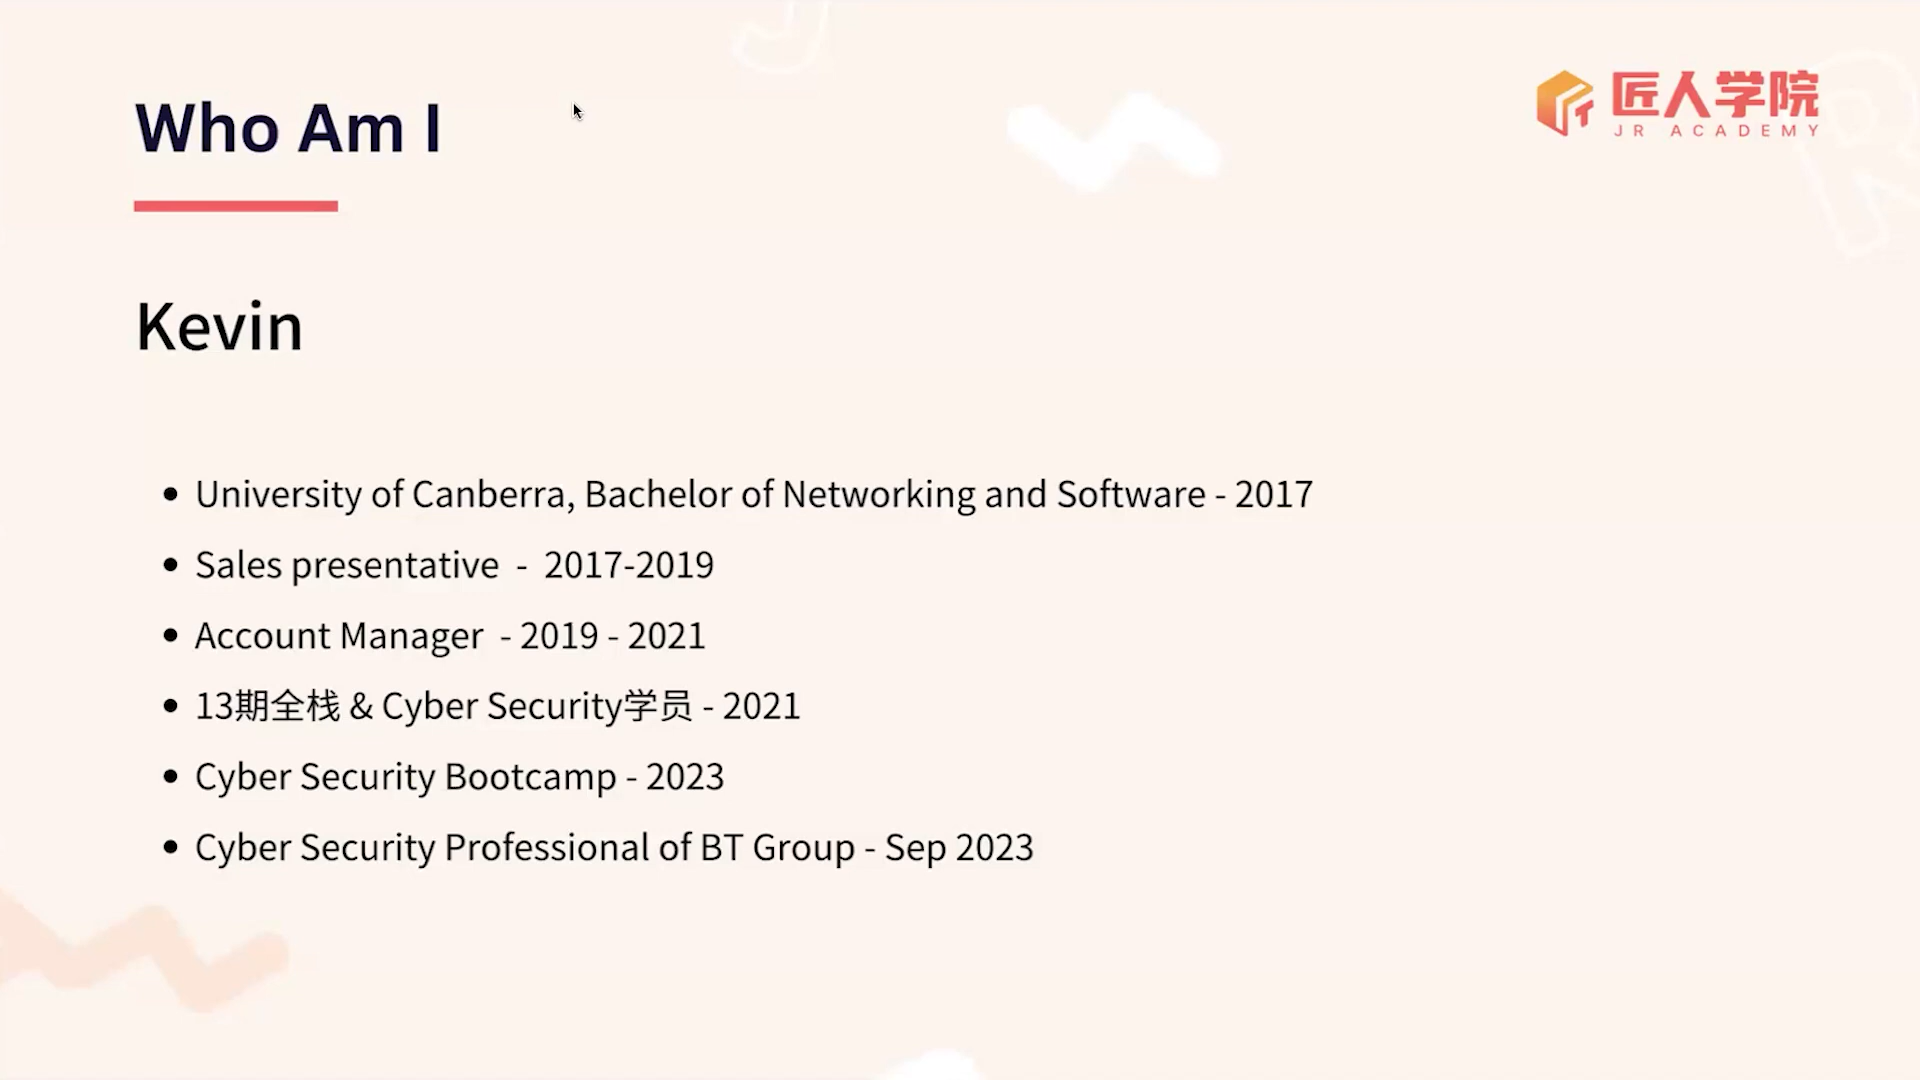 Who Am I
匠人学院
JR ACADEMY
Kevin
• University of Canberra, Bachelor of Networking and Software - 2017
• Sales presentative - 2017-2019
• Account Manager - 2019 - 2021
• 13期全栈 & Cyber Security学员 - 2021
• Cyber Security Bootcamp - 2023
• Cyber Security Professional of BT Group - Sep 2023